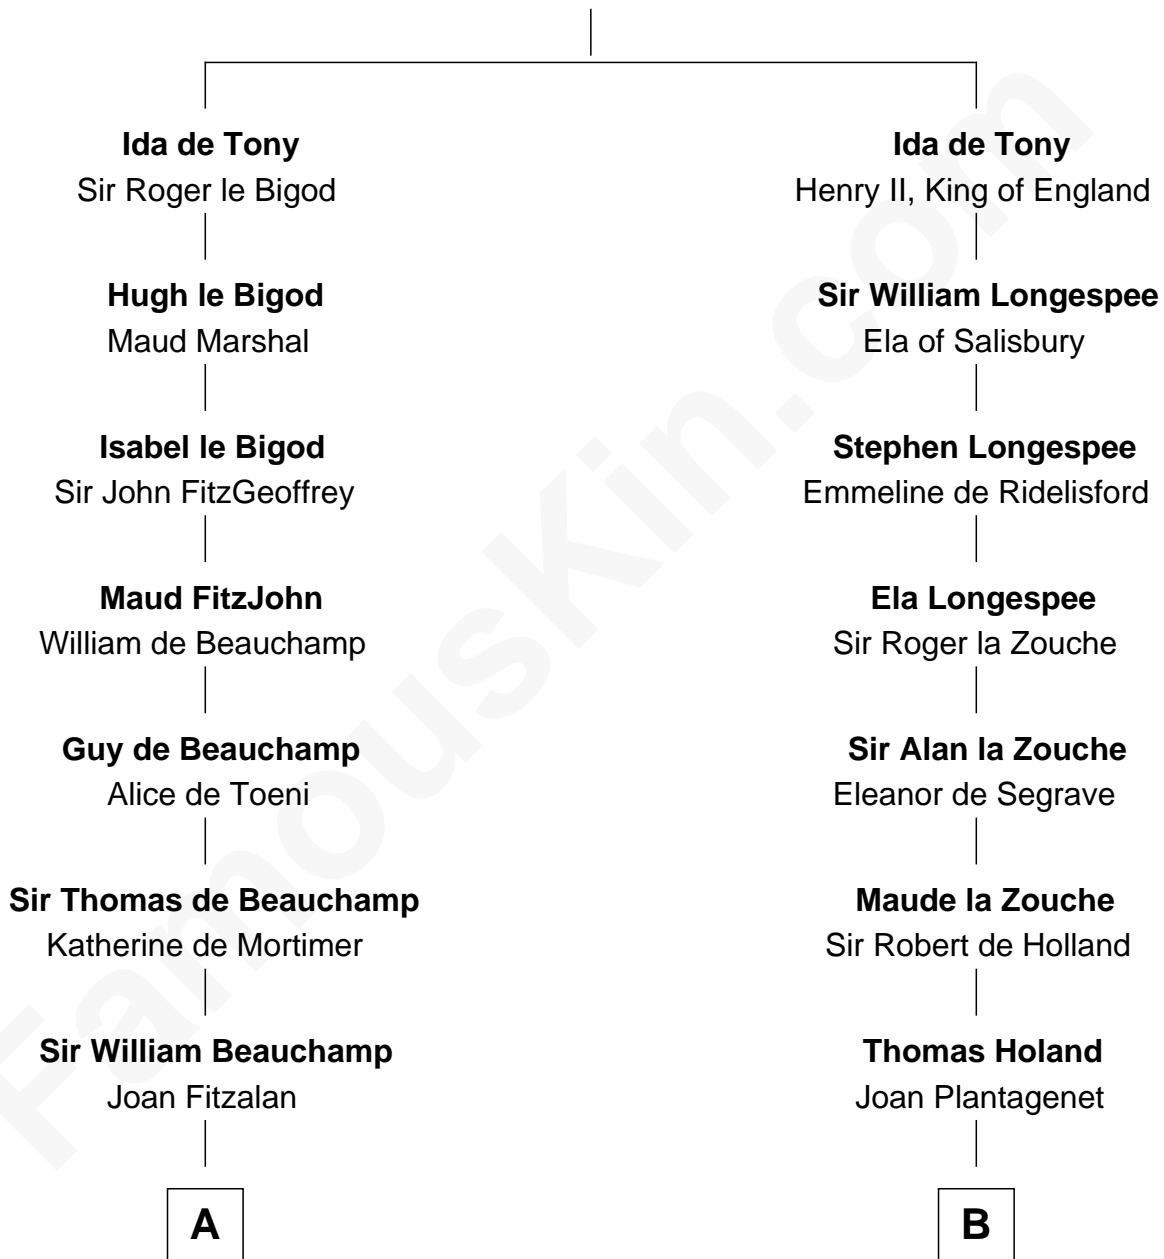 Ida de Tony
Sir Roger le Bigod
Hugh le Bigod
Maud Marshal
Isabel le Bigod
Sir John FitzGeoffrey
Maud FitzJohn
William de Beauchamp
Guy de Beauchamp
Alice de Toeni
Sir Thomas de Beauchamp
Katherine de Mortimer
Sir William Beauchamp
Joan Fitzalan
A
Ida de Tony
Henry II, King of England
Sir William Longespee
Ela of Salisbury
Stephen Longespee
Emmeline de Ridelisford
Ela Longespee
Sir Roger la Zouche
Sir Alan la Zouche
Eleanor de Segrave
Maude la Zouche
Sir Robert de Holland
Thomas Holand
Joan Plantagenet
B
FamousKin.com